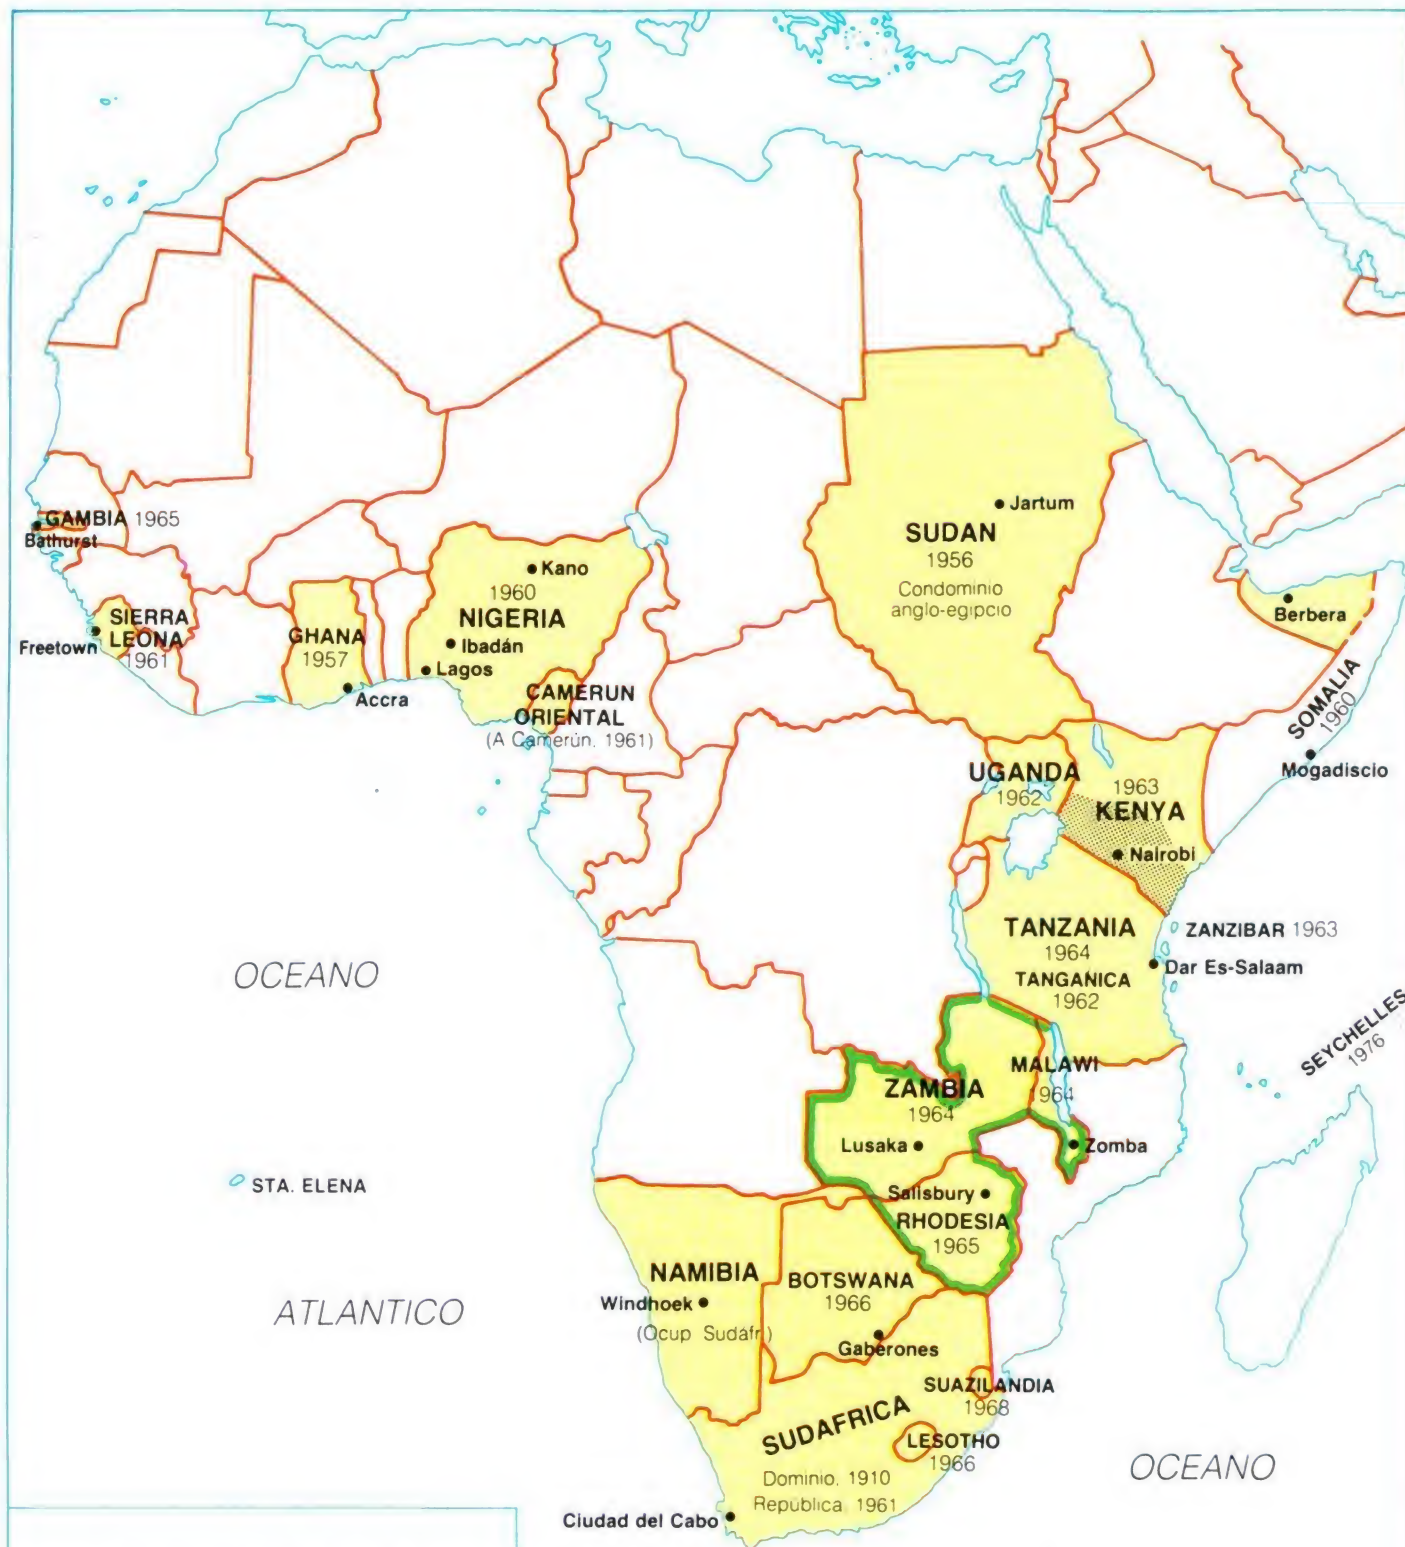 GAMBIA 1965
Bathurst
SIERRA
LEONA
1961
Freetown
GHANA
1957
Accra
Kano
1960
NIGERIA
Ibadán
Lagos
CAMERUN
ORIENTAL
(A Camerún, 1961)
Jartum
SUDAN
1956
Condominio
anglo-egipcio
Berbera
SOMALIA
1960
Mogadiscio
UGANDA
1962
1963
KENYA
Nairobi
TANZANIA
1964
TANGANICA
1962
ZANZIBAR 1963
Dar Es-Salaam
SEYCHELLES
1976
MALAWI
1964
ZAMBIA
1964
Lusaka
Zomba
Salisbury
RHODESIA
1965
OCEANO
ATLANTICO
STA. ELENA
NAMIBIA
Windhoek
(Ocup Sudáfr.)
BOTSWANA
1966
Gaberones
SUAZILANDIA
1968
SUDAFRICA
LESOTHO
1966
Dominio, 1910
República, 1961
Ciudad del Cabo
OCEANO